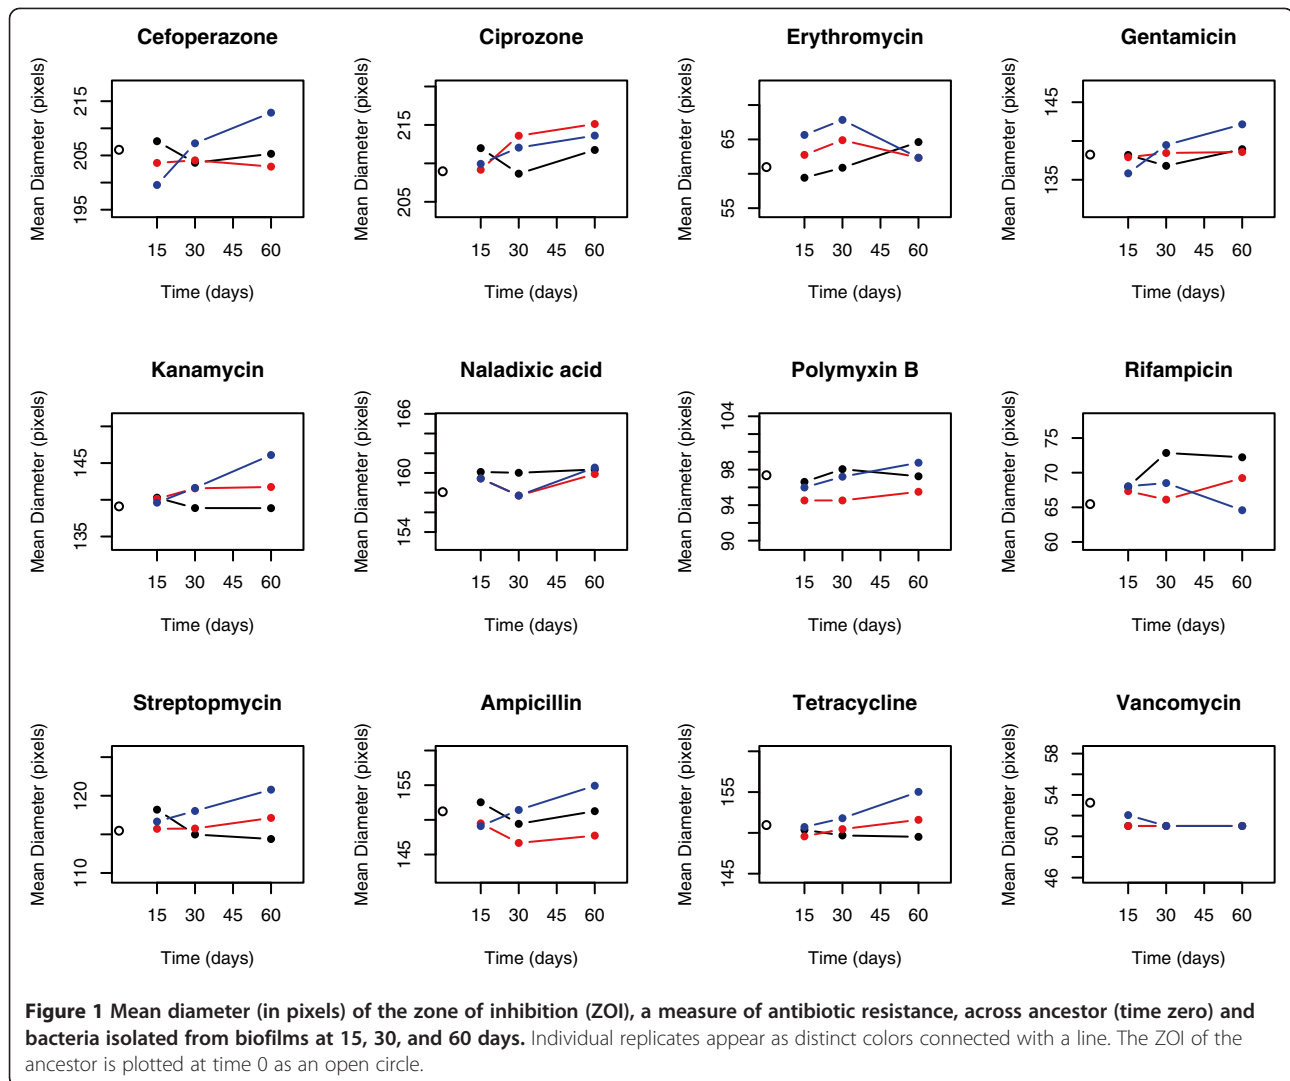 Cefoperazone
Mean Diameter (pixels)
195 205 215
15 30 45 60
Time (days)
Ciprozone
Mean Diameter (pixels)
205 215
15 30 45 60
Time (days)
Erythromycin
Mean Diameter (pixels)
55 65
15 30 45 60
Time (days)
Gentamicin
Mean Diameter (pixels)
135 145
15 30 45 60
Time (days)
Kanamycin
Mean Diameter (pixels)
135 145
15 30 45 60
Time (days)
Naladixic acid
Mean Diameter (pixels)
154 160 166
15 30 45 60
Time (days)
Polymyxin B
Mean Diameter (pixels)
90 94 98 104
15 30 45 60
Time (days)
Rifampicin
Mean Diameter (pixels)
60 65 70 75
15 30 45 60
Time (days)
Streptopmycin
Mean Diameter (pixels)
110 120
15 30 45 60
Time (days)
Ampicillin
Mean Diameter (pixels)
145 155
15 30 45 60
Time (days)
Tetracycline
Mean Diameter (pixels)
145 155
15 30 45 60
Time (days)
Vancomycin
Mean Diameter (pixels)
46 50 54 58
15 30 45 60
Time (days)
Figure 1 Mean diameter (in pixels) of the zone of inhibition (ZOI), a measure of antibiotic resistance, across ancestor (time zero) and
bacteria isolated from biofilms at 15, 30, and 60 days. Individual replicates appear as distinct colors connected with a line. The ZOI of the
ancestor is plotted at time 0 as an open circle.